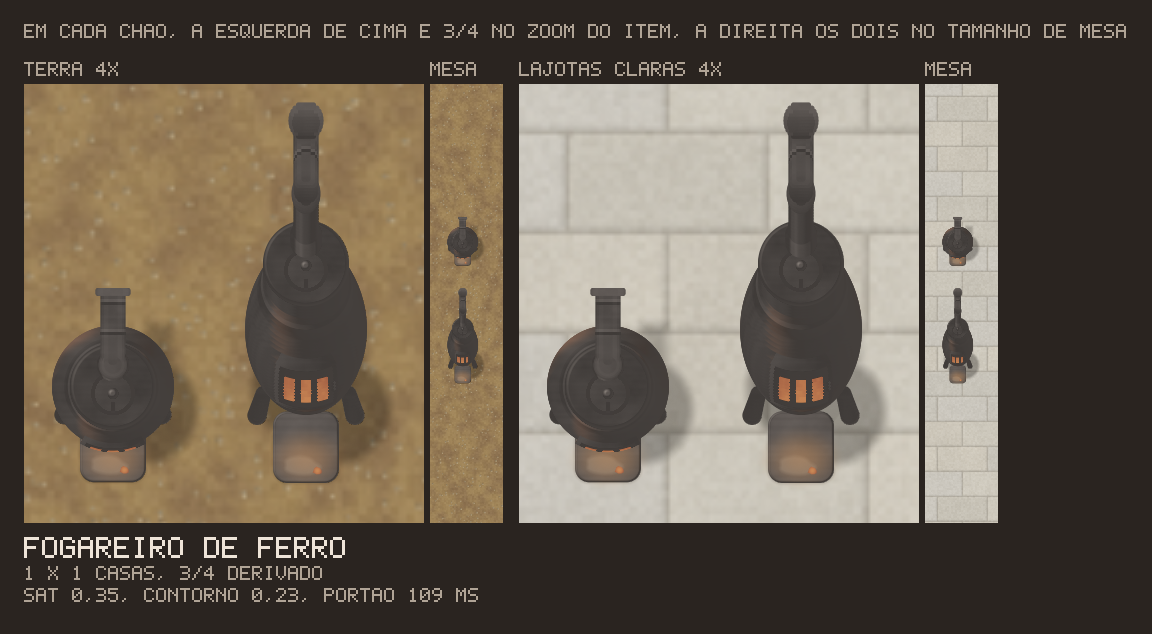 EM CADA CHAO, A ESQUERDA DE CIMA E 3/4 NO ZOOM DO ITEM, A DIREITA OS DOIS NO TAMANHO DE MESA
TERRA 4X MESA LAJOTAS CLARAS 4X MESA
FOGAREIRO DE FERRO
1 X 1 CASAS, 3/4 DERIVADO
SAT 0,35, CONTORNO 0,23, PORTAO 109 MS